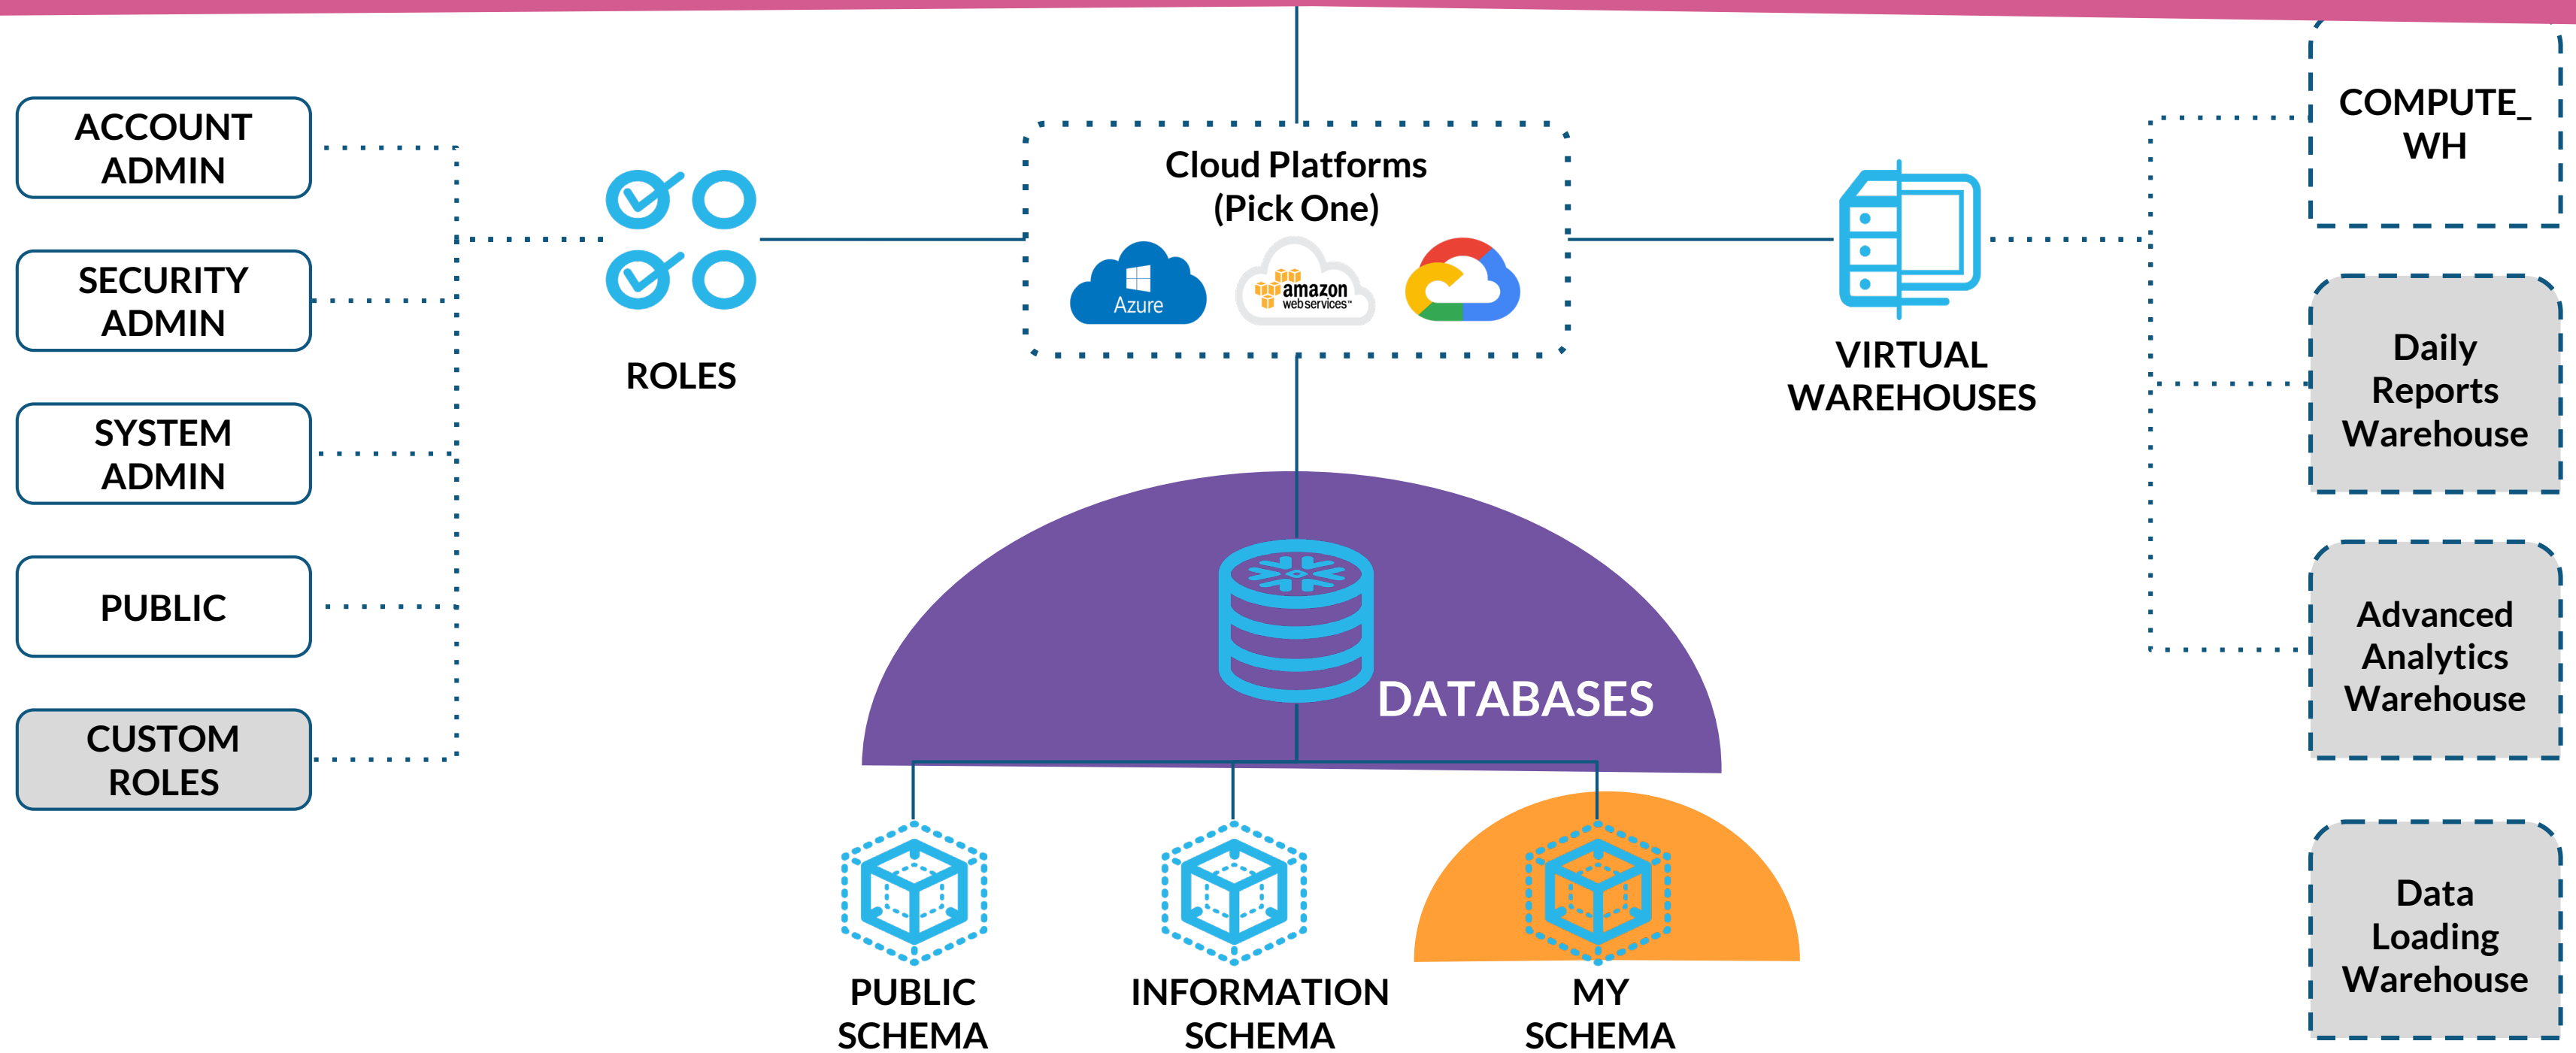 ACCOUNT
ADMIN
SECURITY
ADMIN
SYSTEM
ADMIN
PUBLIC
CUSTOM
ROLES
ROLES
Cloud Platforms
(Pick One)
Azure
amazon
webservices™
VIRTUAL
WAREHOUSES
COMPUTE_
WH
Daily
Reports
Warehouse
Advanced
Analytics
Warehouse
Data
Loading
Warehouse
DATABASES
PUBLIC
SCHEMA
INFORMATION
SCHEMA
MY
SCHEMA